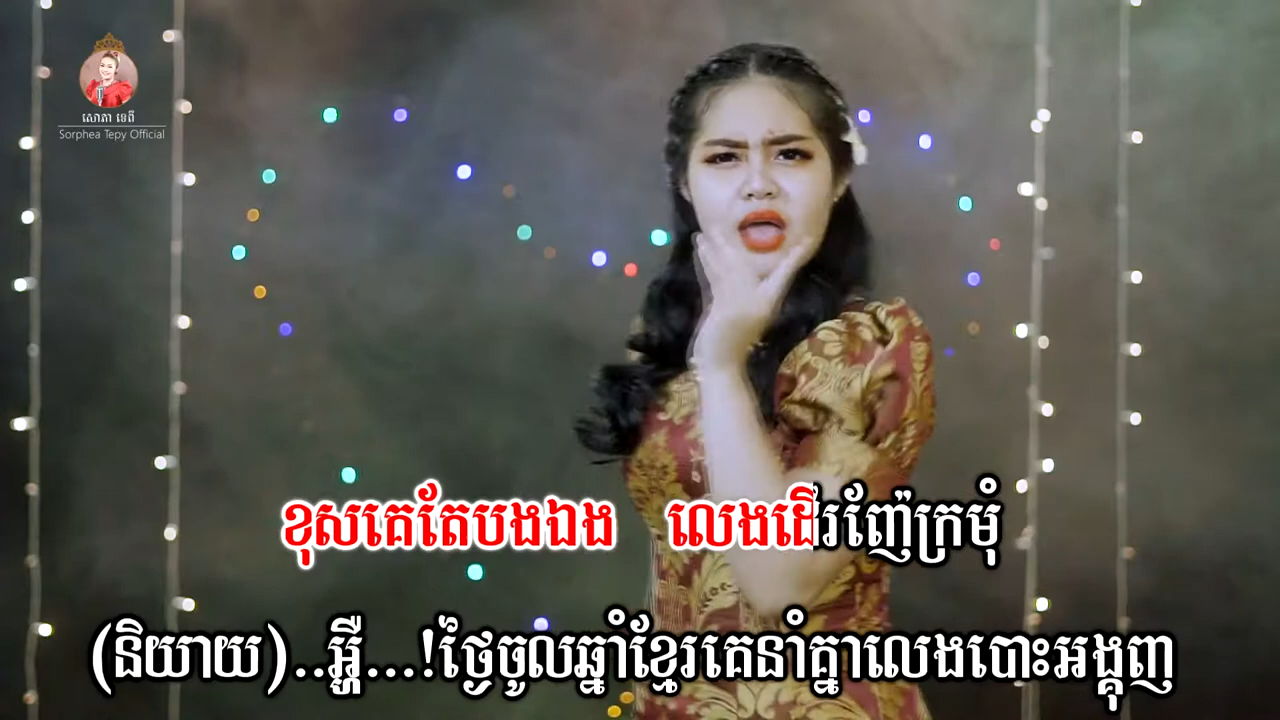 សោភា ទេពី
Sorphea Tepy Official
ខុសគេតែបងឯង លេងដើរញ៉ែក្រមុំ
(និយាយ)..អ្ហឺ...!ថ្ងៃចូលឆ្នាំខ្មែរគេនាំគ្នាលេងបោះអង្គុញ